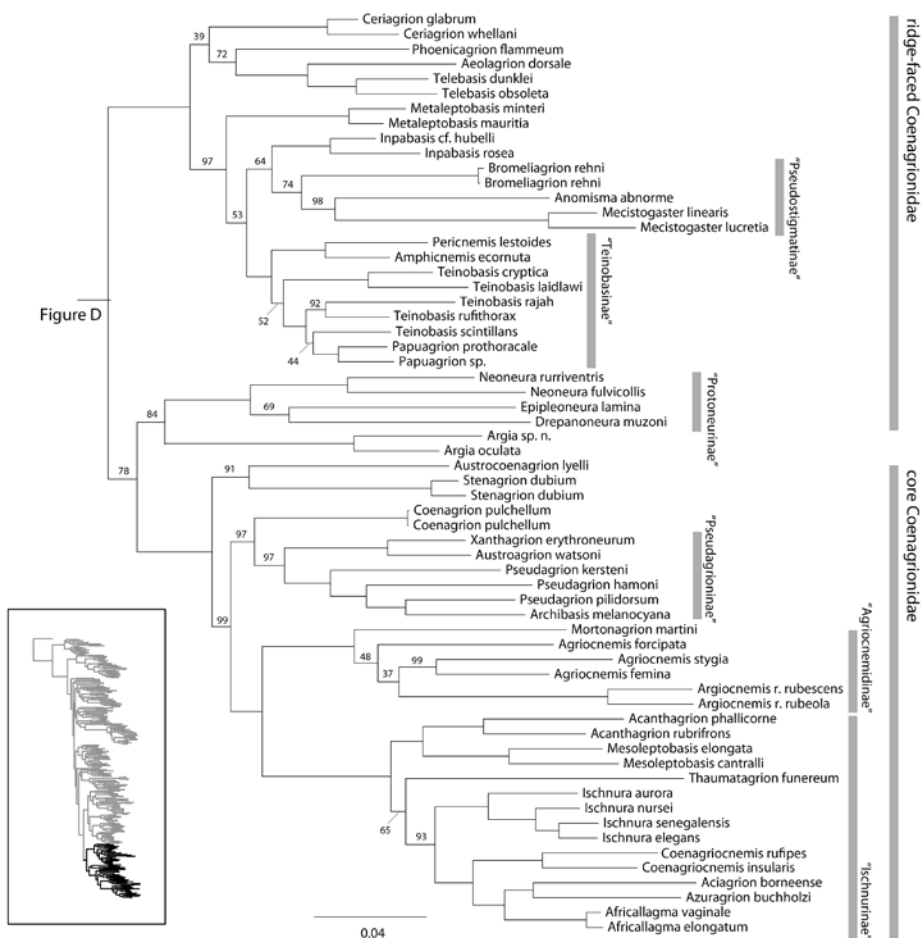 Ceriagrion glabrum
39
Ceriagrion whellani
72
Phoenicagrion flammeum
Aeolagrion dorsale
Telebasis dunklei
Telebasis obsoleta
Metaleptobasis minteri
Metaleptobasis mauritia
Inpabasis cf. hubelli
97
64
Inpabasis rosea
Bromeliagrion rehni
74
Bromeliagrion rehni
98
Anomisma abnorme
53
Mecistogaster linearis
Mecistogaster lucretia
Pericnemis lestoides
Amphicnemis ecornuta
Teinobasis cryptica
Teinobasis laidlawi
Figure D
92
Teinobasis rajah
52
Teinobasis rufithorax
Teinobasis scintillans
44
Papuagrion prothoracale
Papuagrion sp.
Neoneura rurriventris
Neoneura fulvicollis
84
69
Epipleoneura lamina
Drepanoneura muzoni
Argia sp. n.
Argia oculata
78
91
Austrocoenagrion lyelli
Stenagrion dubium
Stenagrion dubium
97
Coenagrion pulchellum
Coenagrion pulchellum
97
Xanthagrion erythroneurum
Austroagrion watsoni
Pseudagrion kersteni
Pseudagrion hamoni
Pseudagrion pilidorsum
99
Archibasis melanocyana
Mortonagrion martini
48
Agriocnemis forcipata
37
99
Agriocnemis stygia
Agriocnemis femina
Argiocnemis r. rubescens
Argiocnemis r. rubeola
Acanthagrion phallicorne
Acanthagrion rubrifrons
Mesoleptobasis elongata
Mesoleptobasis cantralli
Thaumatagrion funereum
Ischnura aurora
65
93
Ischnura nursei
Ischnura senegalensis
Ischnura elegans
Coenagriocnemis rufipes
Coenagriocnemis insularis
Aciagrion borneense
Azuragrion buchholzi
Africallagma vaginale
Africallagma elongatum
0.04
"Pseudostigmatinae"
"Teinobasinae"
"Protoneurinae"
"Pseudagrioninae"
"Agriocnemidinae"
"Ischnurinae"
ridge-faced Coenagrionidae
core Coenagrionidae